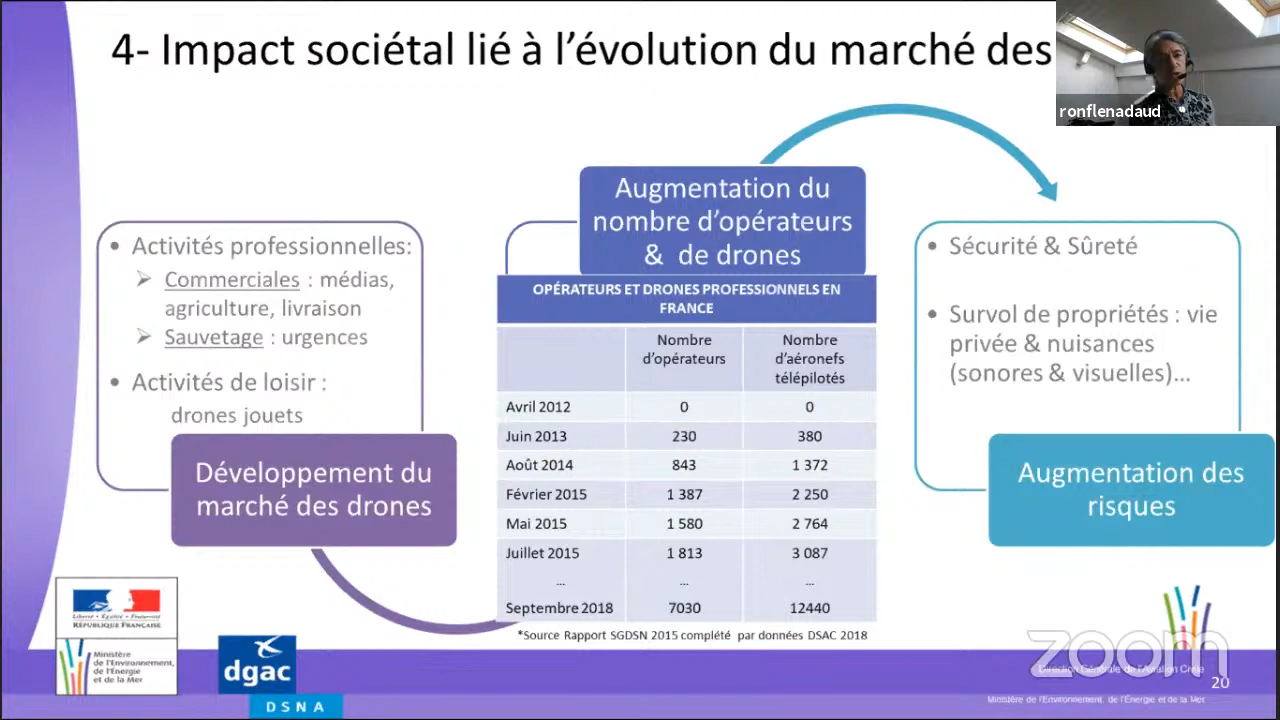 4- Impact sociétal lié à l’évolution du marché des
ronflenadaud
• Activités professionnelles:
➢ Commerciales : médias,
agriculture, livraison
➢ Sauvetage : urgences
• Activités de loisir :
drones jouets
Développement du
marché des drones
Augmentation du
nombre d’opérateurs
& de drones
OPÉRATEURS ET DRONES PROFESSIONNELS EN
FRANCE
Nombre
d’opérateurs
Nombre
d’aéronefs
télépilotés
Avril 2012 0 0
Juin 2013 230 380
Août 2014 843 1 372
Février 2015 1 387 2 250
Mai 2015 1 580 2 764
Juillet 2015 1 813 3 087
... ... ...
Septembre 2018 7030 12440
*Source Rapport SGDSN 2015 complété par données DSAC 2018
• Sécurité & Sûreté
• Survol de propriétés : vie
privée & nuisances
(sonores & visuelles)...
Augmentation des
risques
Liberté • Égalité • Fraternité
RÉPUBLIQUE FRANÇAISE
Ministère
de l'Environnement,
de l'Énergie
et de la Mer
dgac
DSNA
zoom
Direction Générale de l'Aviation Civile
20
Ministère de l'Environnement, de l'Énergie et de la Mer